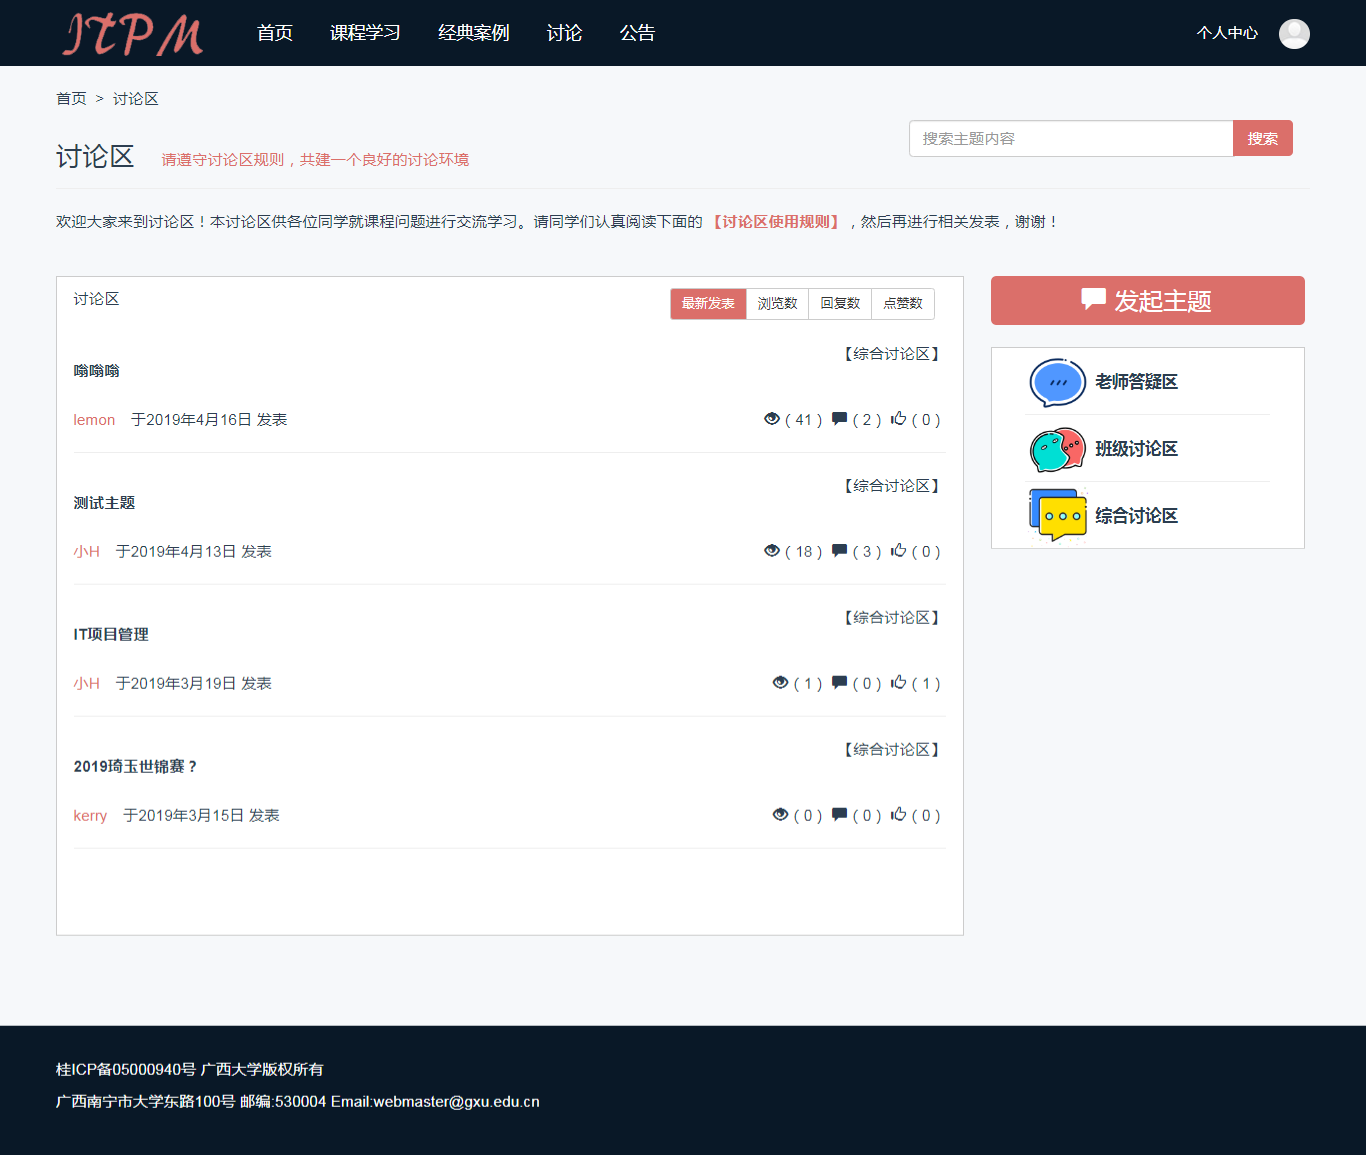 ITPM 首页 课程学习 经典案例 讨论 公告 个人中心
首页 > 讨论区
讨论区 请遵守讨论区规则，共建一个良好的讨论环境
搜索主题内容 搜索
欢迎大家来到讨论区！本讨论区供各位同学就课程问题进行交流学习。请同学们认真阅读下面的 【讨论区使用规则】 ，然后再进行相关发表，谢谢！
讨论区 最新发表 浏览数 回复数 点赞数
【综合讨论区】
嗡嗡嗡
lemon 于2019年4月16日 发表 ( 41 ) ( 2 ) ( 0 )
【综合讨论区】
测试主题
小H 于2019年4月13日 发表 ( 18 ) ( 3 ) ( 0 )
【综合讨论区】
IT项目管理
小H 于2019年3月19日 发表 ( 1 ) ( 0 ) ( 1 )
【综合讨论区】
2019琦玉世锦赛？
kerry 于2019年3月15日 发表 ( 0 ) ( 0 ) ( 0 )
发起主题
老师答疑区
班级讨论区
综合讨论区
桂ICP备05000940号 广西大学版权所有
广西南宁市大学东路100号 邮编:530004 Email:webmaster@gxu.edu.cn